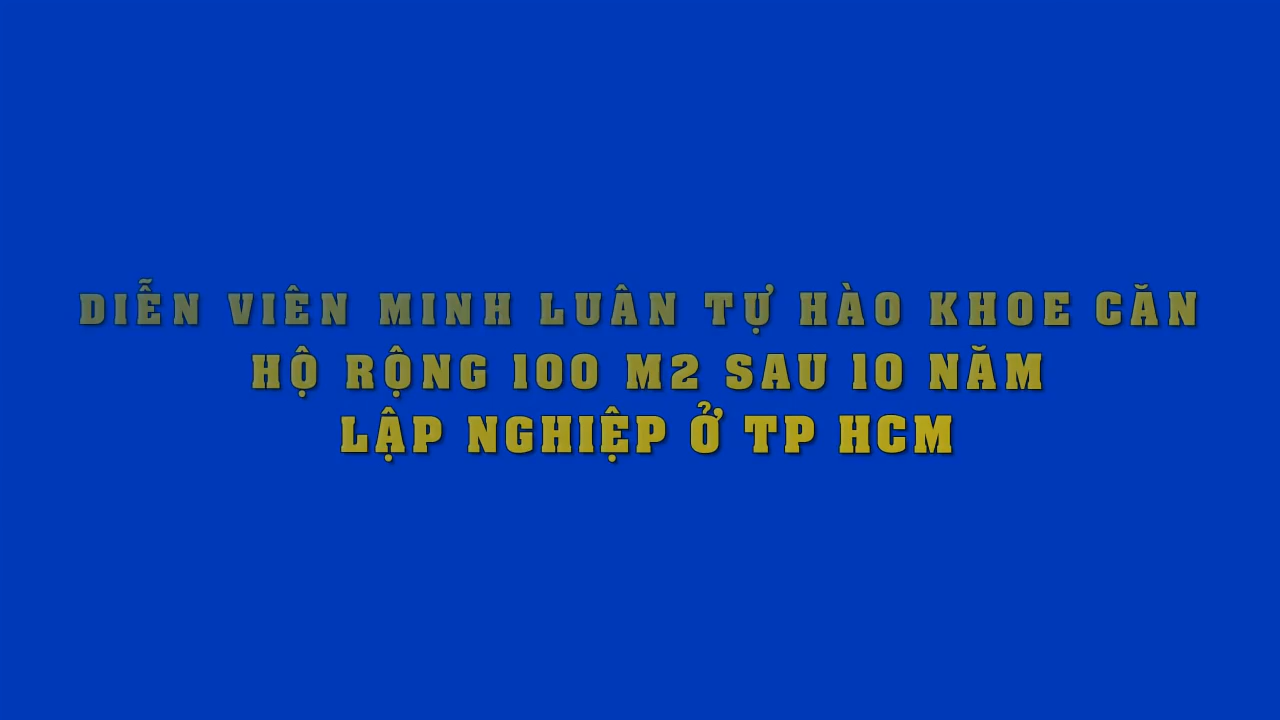 DIỄN VIÊN MINH LUÂN TỰ HÀO KHOE CĂN
HỘ RỘNG 100 M2 SAU 10 NĂM
LẬP NGHIỆP Ở TP HCM